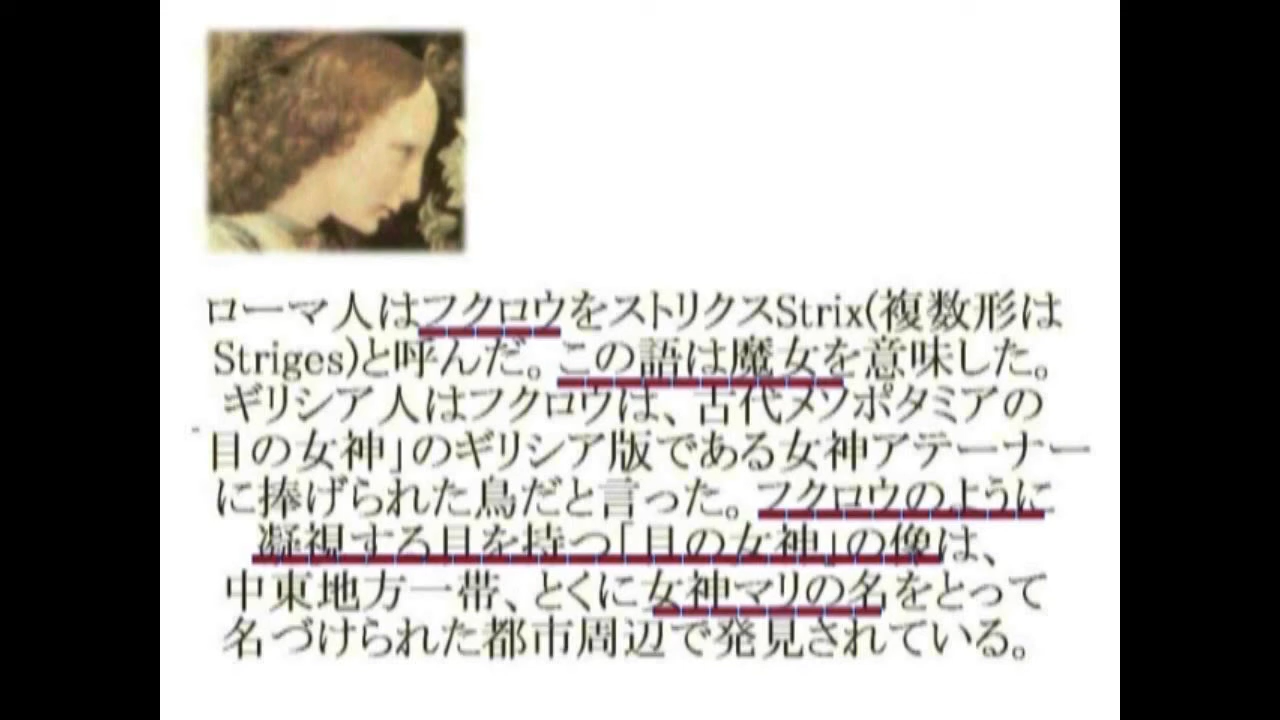 ローマ人はフクロウをストリクスStrix(複数形は
Striges)と呼んだ。この語は魔女を意味した。
ギリシア人はフクロウは、古代メソポタミアの
目の女神」のギリシア版である女神アテーナー
に捧げられた鳥だと言った。フクロウのように
凝視する目を持つ「目の女神」の像は、
中東地方一帯、とくに女神マリの名をとって
名づけられた都市周辺で発見されている。